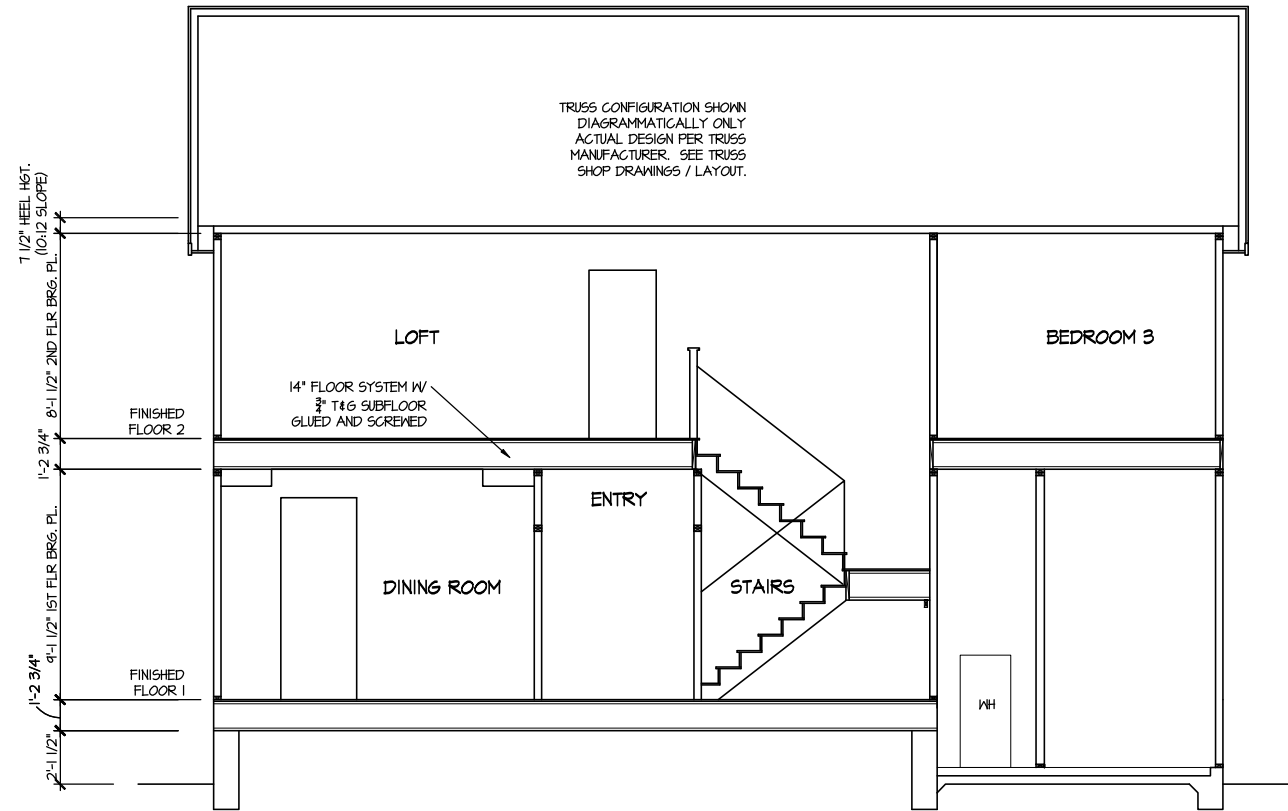 TRUSS CONFIGURATION SHOWN
DIAGRAMMATICALLY ONLY
ACTUAL DESIGN PER TRUSS
MANUFACTURER. SEE TRUSS
SHOP DRAWINGS / LAYOUT.
7 1/2" HEEL HGT.
(10:12 SLOPE)
8'-1 1/2" 2ND FLR BRG. PL.
LOFT
BEDROOM 3
14" FLOOR SYSTEM W/
3/4" T&G SUBFLOOR
GLUED AND SCREWED
FINISHED
FLOOR 2
1'-2 3/4"
ENTRY
9'-1 1/2" 1ST FLR BRG. PL.
DINING ROOM
STAIRS
FINISHED
FLOOR 1
1'-2 3/4"
WH
2'-1 1/2"